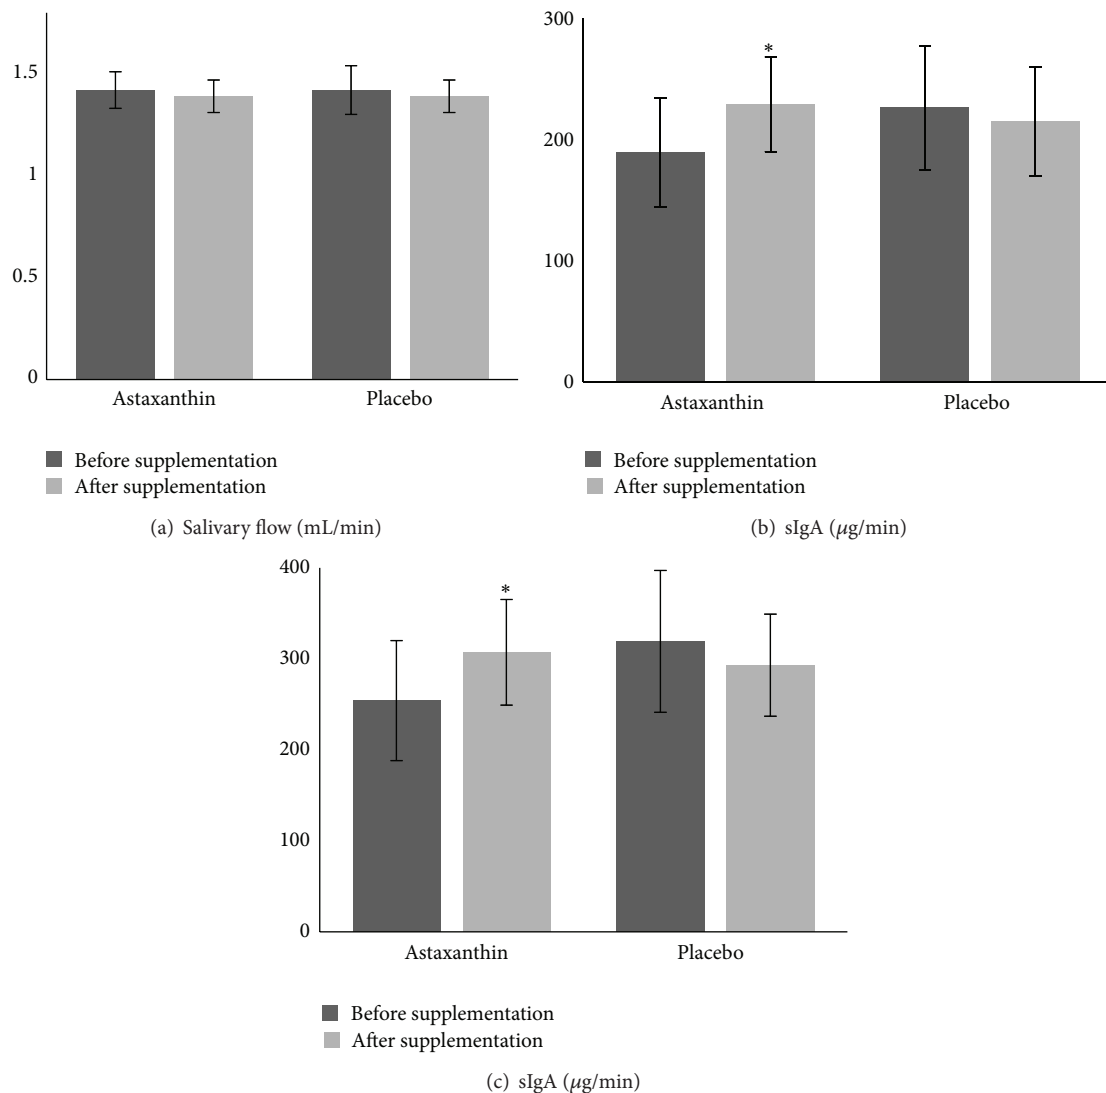 1.5
1
0.5
0
Astaxanthin
Placebo
Before supplementation
After supplementation
(a) Salivary flow (mL/min)
300
200
100
0
*
Astaxanthin
Placebo
Before supplementation
After supplementation
(b) sIgA (μg/min)
400
300
200
100
0
*
Astaxanthin
Placebo
Before supplementation
After supplementation
(c) sIgA (μg/min)